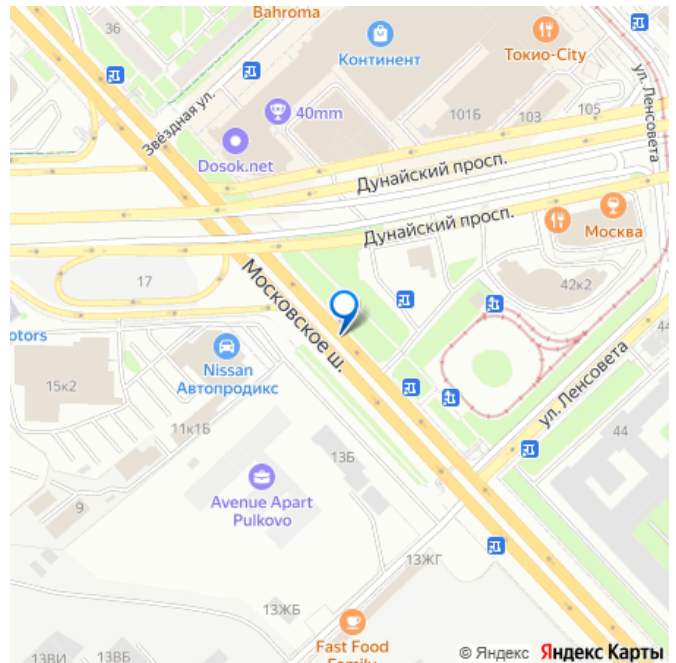 Bahroma
36
Континент
Токио-City
ул. Ленсовета
Звёздная ул.
40mm
101Б
103
105
Dosok.net
Дунайский просп.
Дунайский просп.
Москва
17
42к2
Московское ш.
otors
44
Nissan
Автопродикс
15к2
ул. Ленсовета
11к1Б
44
13Б
Avenue Apart
Pulkovo
9
13ЖГ
13ЖБ
Fast Food
Family
13ВИ
13ВБ
© Яндекс Яндекс Карты